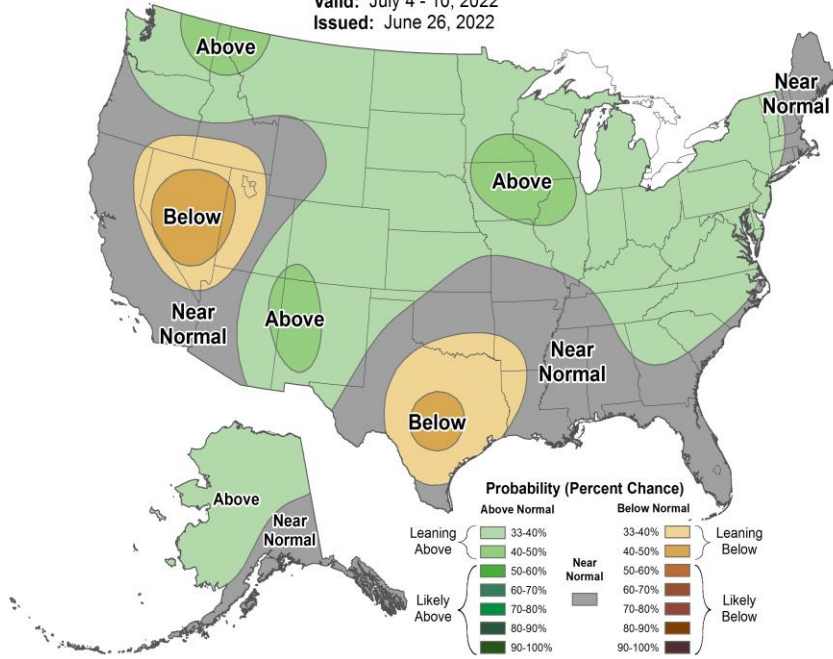 Valid: July 4 - 10, 2022
Issued: June 26, 2022
Above
Near
Normal
Above
Below
Near
Normal
Above
Near
Normal
Below
Above
Near
Normal
Probability (Percent Chance)
Above Normal
Below Normal
Leaning
Above
33-40%
40-50%
Likely
Above
50-60%
60-70%
70-80%
80-90%
90-100%
Near
Normal
33-40%
40-50%
Leaning
Below
50-60%
60-70%
70-80%
80-90%
90-100%
Likely
Below